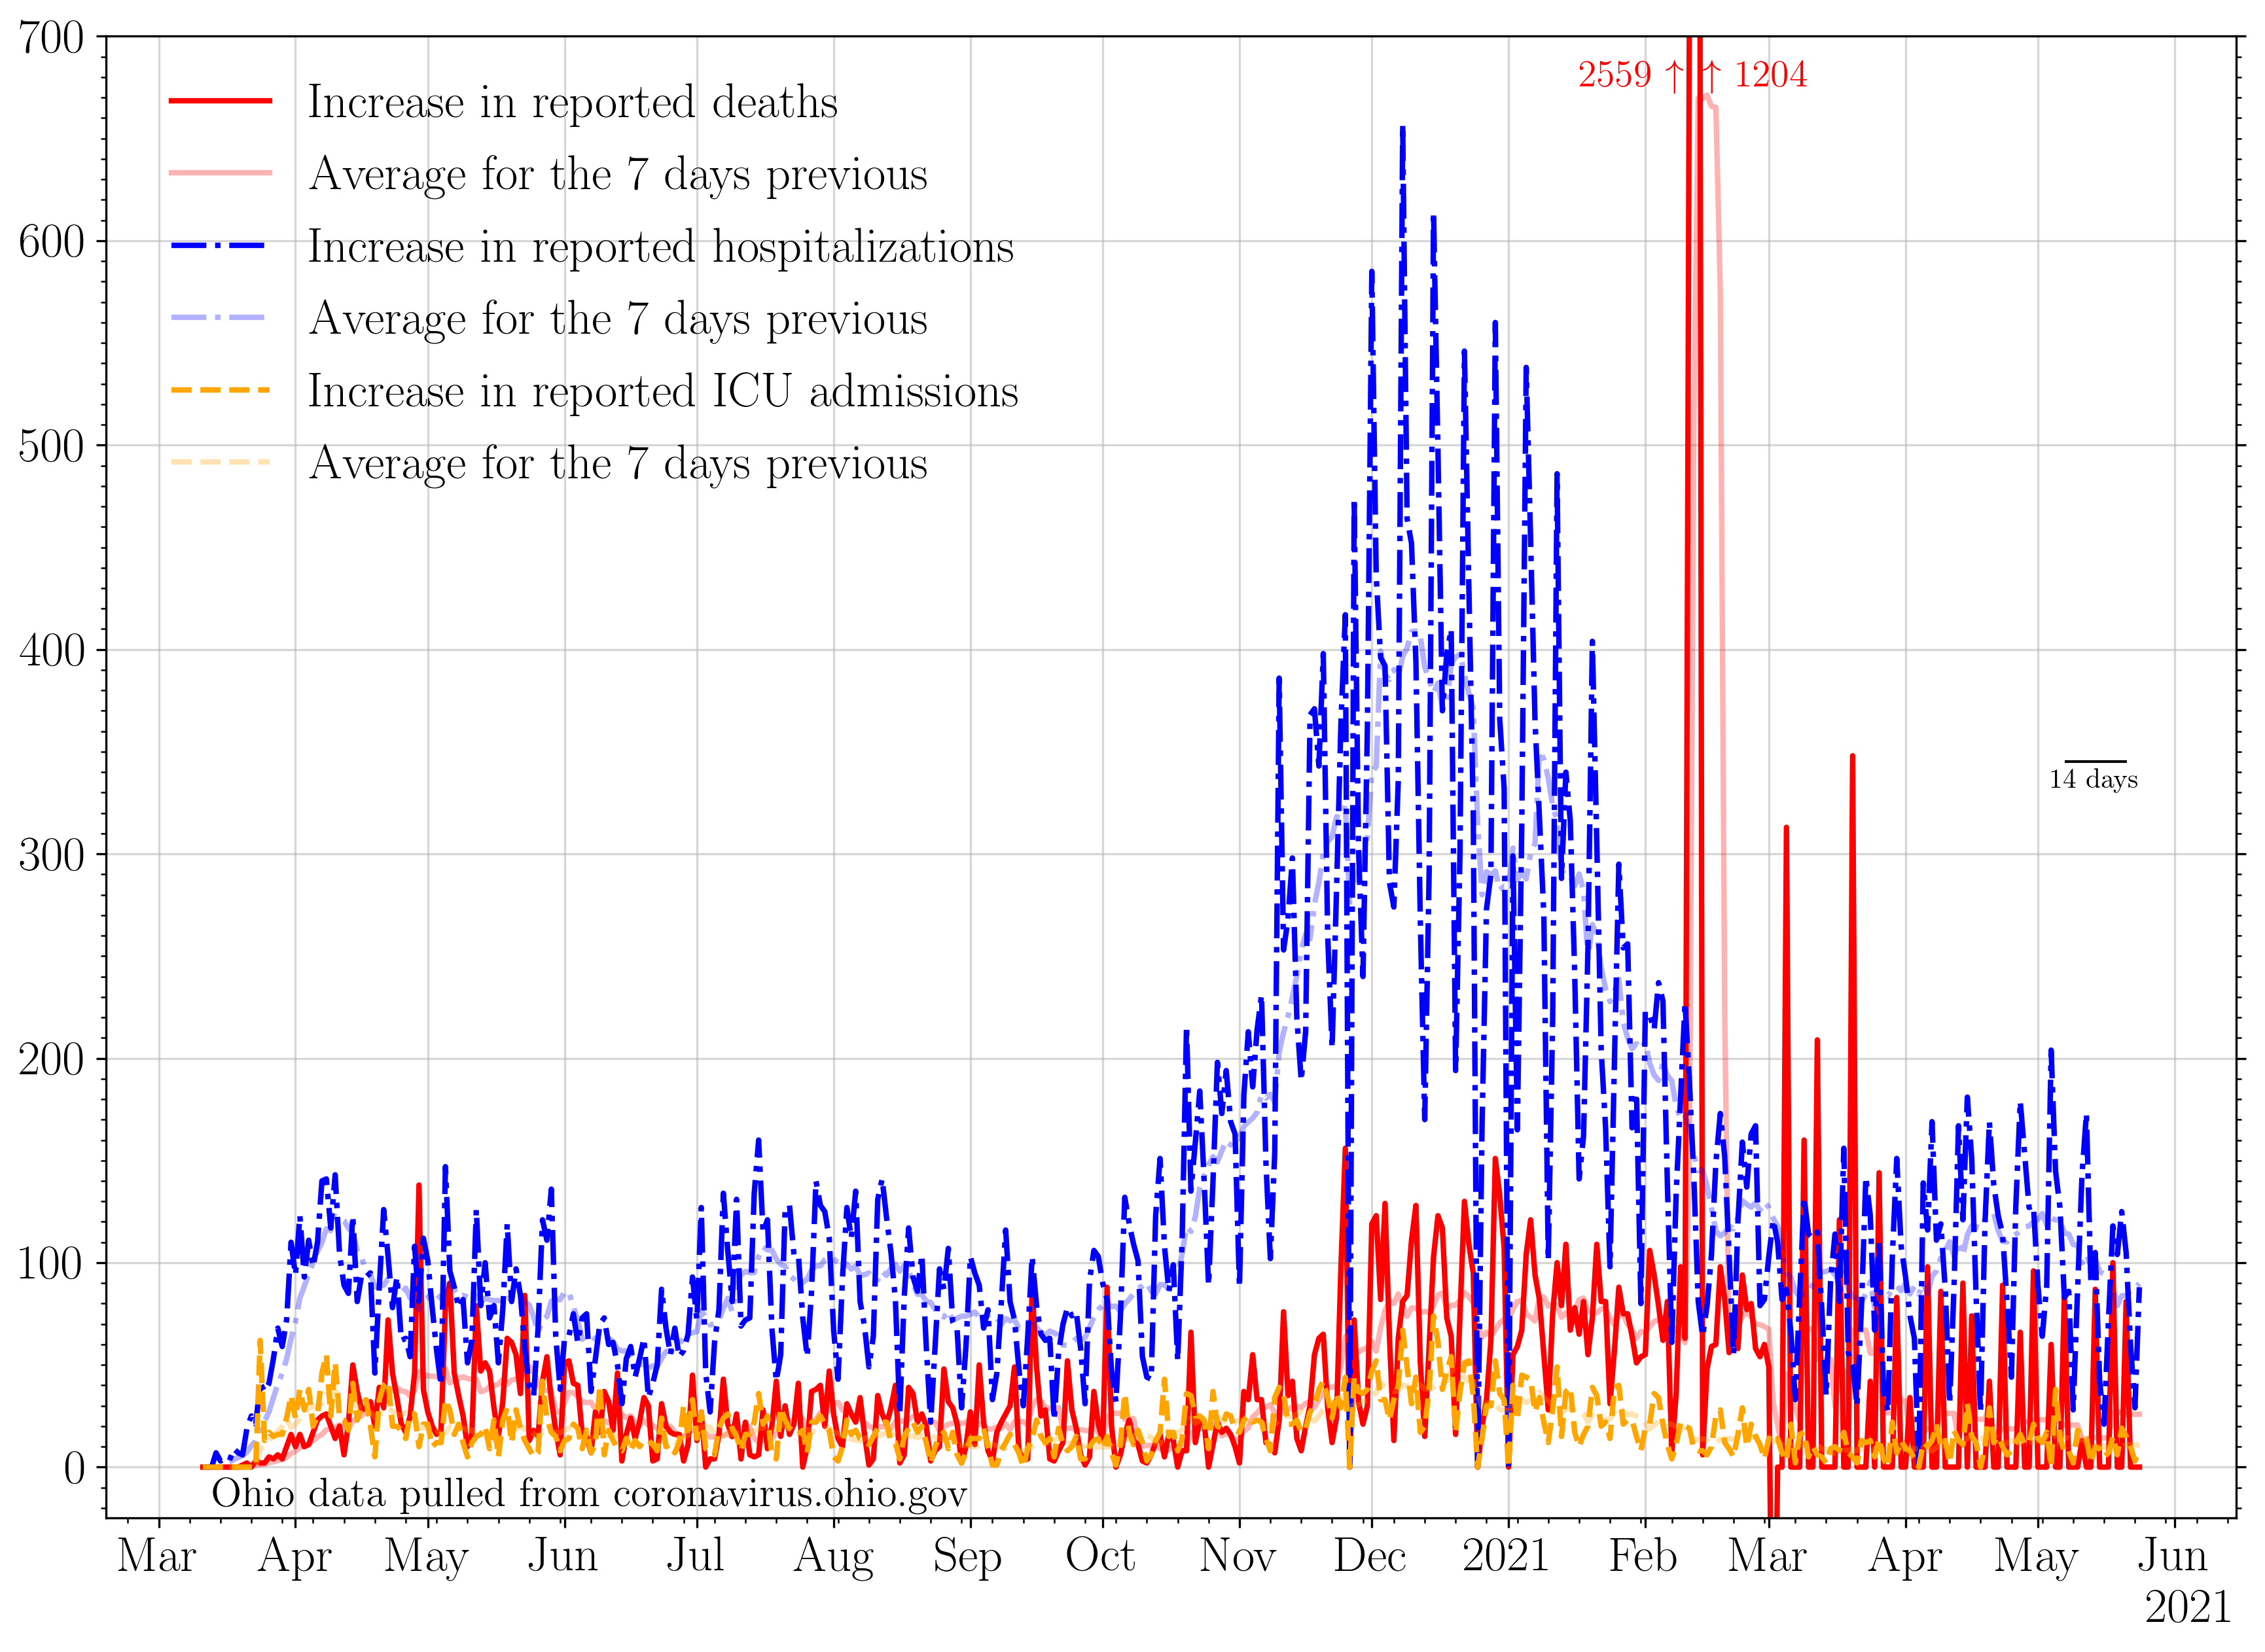 700
600
500
400
300
200
100
0
2559 ↑ ↑ 1204
Increase in reported deaths
Average for the 7 days previous
Increase in reported hospitalizations
Average for the 7 days previous
Increase in reported ICU admissions
Average for the 7 days previous
14 days
Ohio data pulled from coronavirus.ohio.gov
Mar Apr May Jun Jul Aug Sep Oct Nov Dec 2021 Feb Mar Apr May Jun
2021